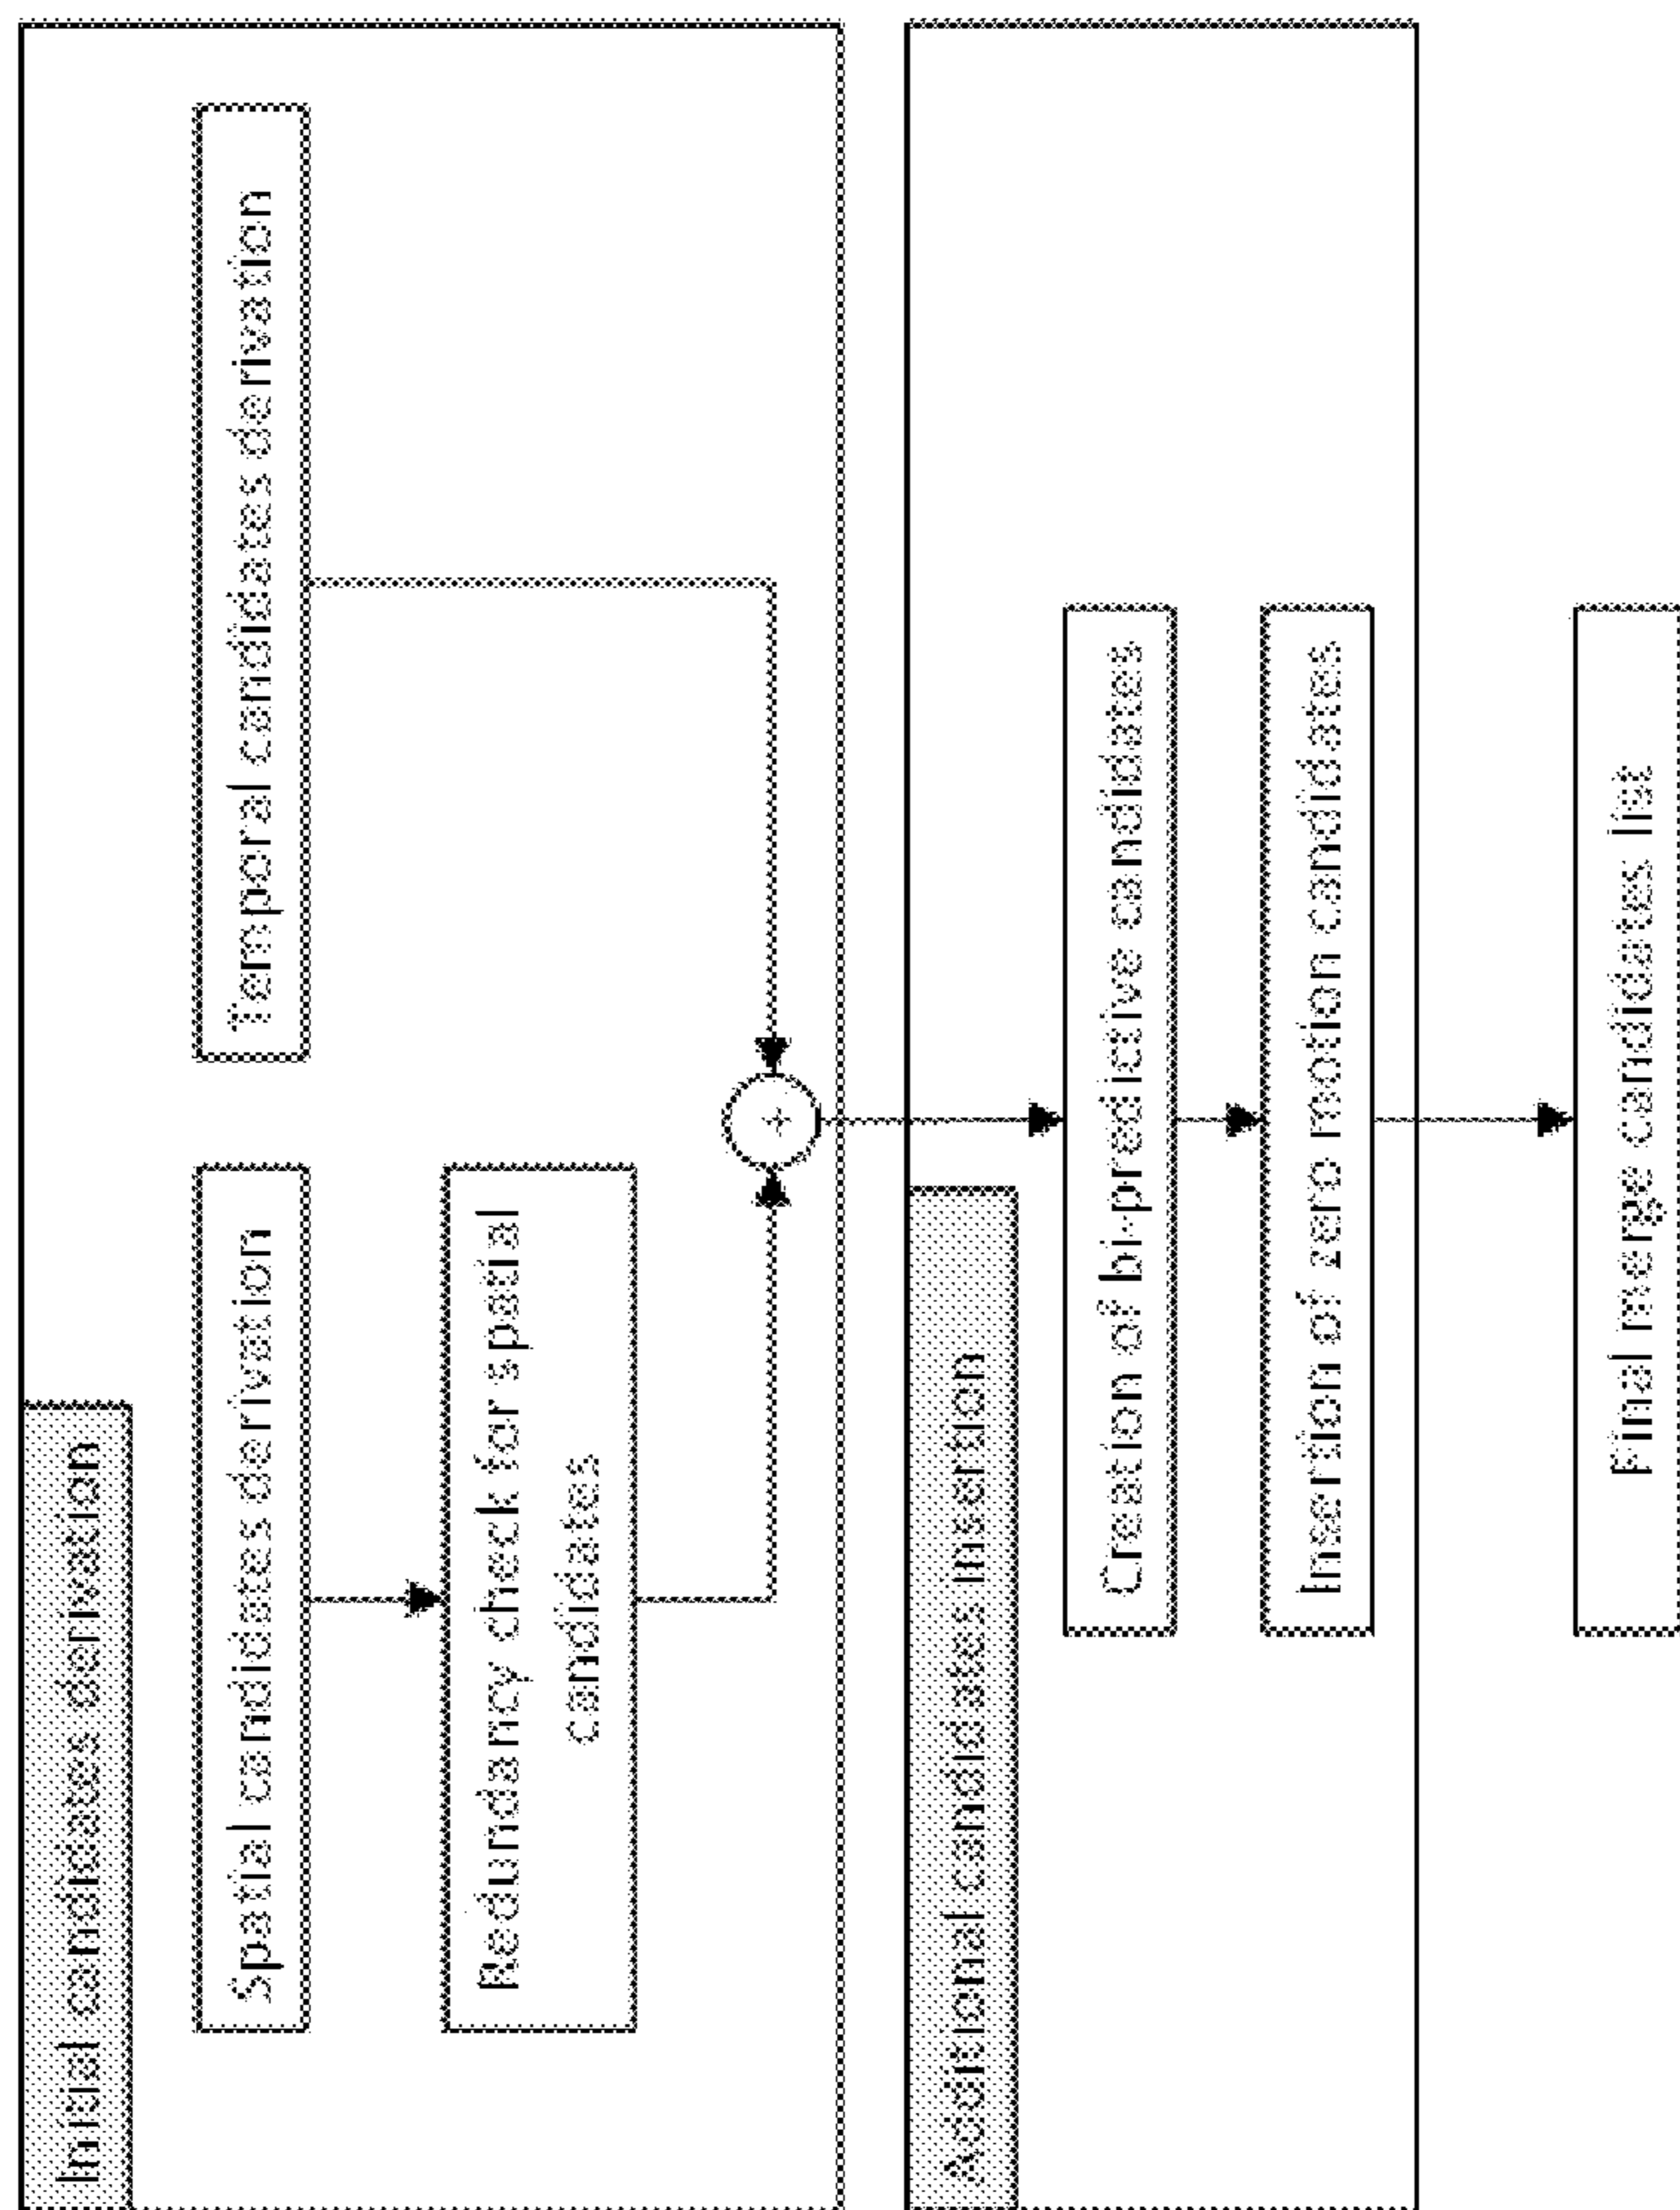 Initial candidates derivation
Spatial candidates derivation
Temporal candidates derivation
Redundancy check for spatial
candidates
+
Additional candidates insertion
Creation of bi-predictive candidates
Insertion of zero motion candidates
Final merge candidates list